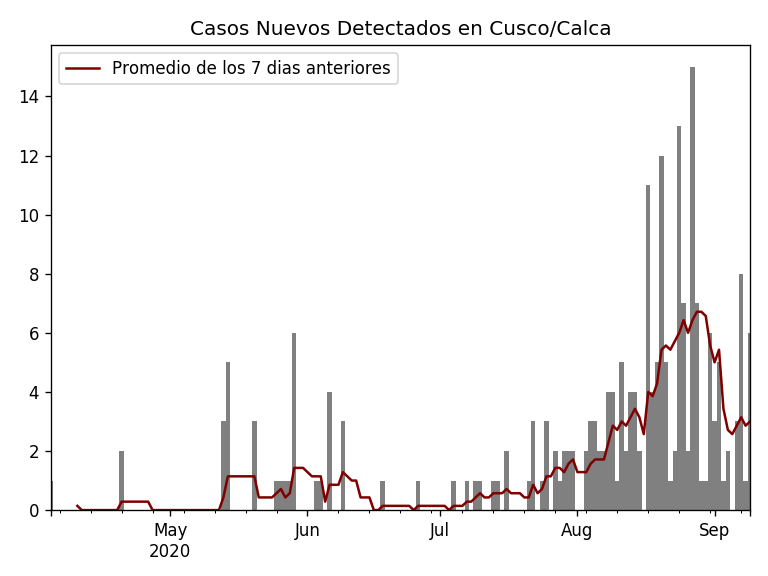 Casos Nuevos Detectados en Cusco/Calca
Promedio de los 7 dias anteriores
14
12
10
8
6
4
2
0
May
2020
Jun
Jul
Aug
Sep